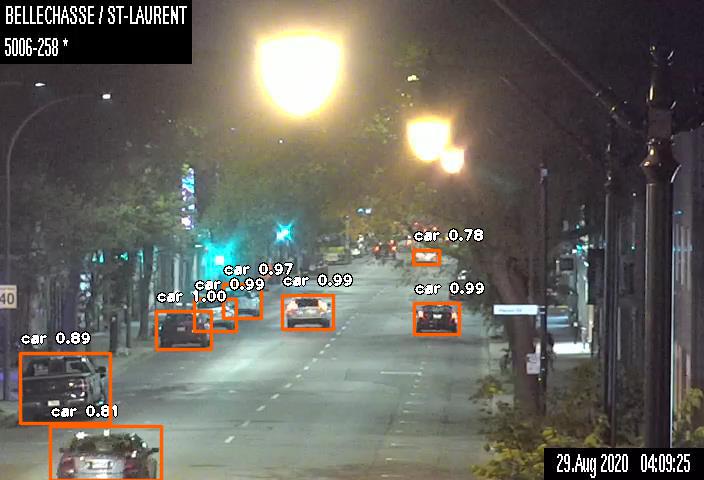 BELLECHASSE / ST-LAURENT
5006-258 *
car 0.78
car 0.97
car 0.99
car 0.99
car 1.00
car 0.99
car 0.89
40
car 0.81
29.Aug 2020 04:09:25